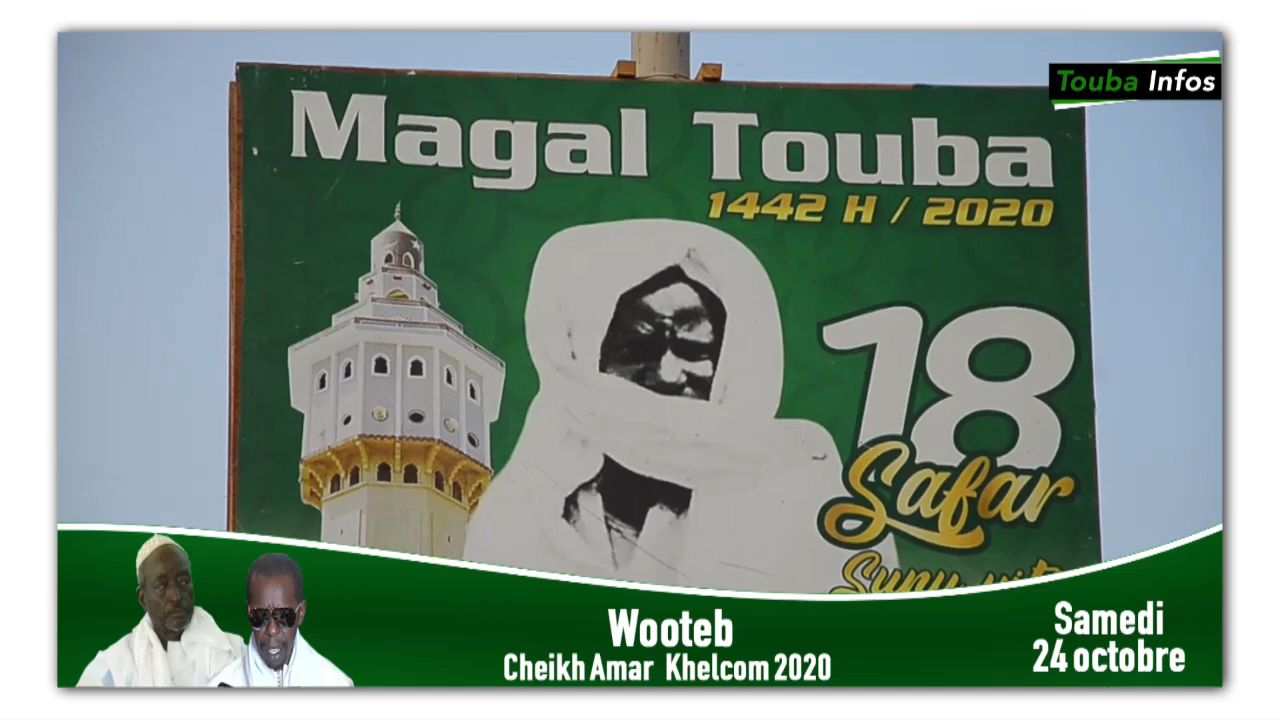 Touba Infos
Magal Touba
1442 H / 2020
18
Safar
Wooteb
Cheikh Amar Khelcom 2020
Samedi
24 octobre